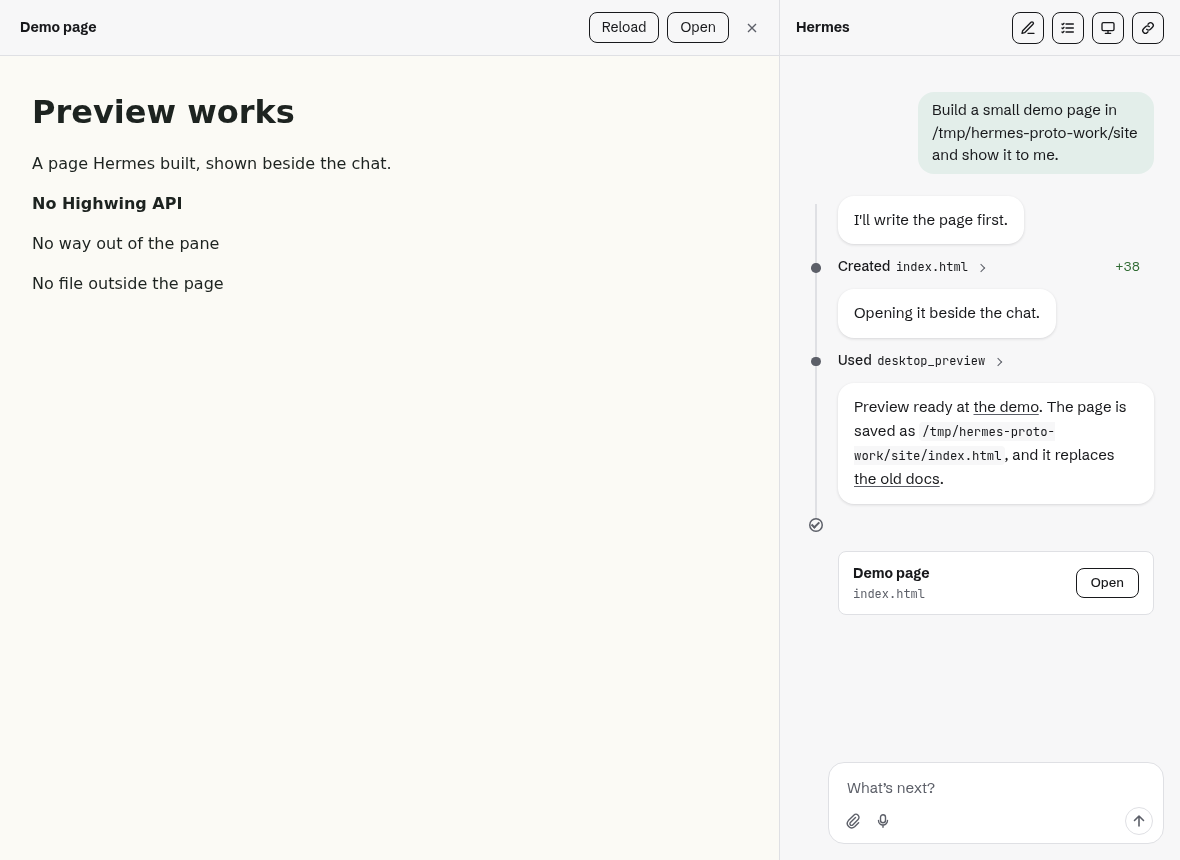 Demo page
Reload
Open
Preview works
A page Hermes built, shown beside the chat.
No Highwing API
No way out of the pane
No file outside the page
Hermes
Build a small demo page in
/tmp/hermes-proto-work/site
and show it to me.
I'll write the page first.
Created index.html
+38
Opening it beside the chat.
Used desktop_preview
Preview ready at the demo. The page is
saved as /tmp/hermes-proto-
work/site/index.html, and it replaces
the old docs.
Demo page
index.html
Open
What's next?